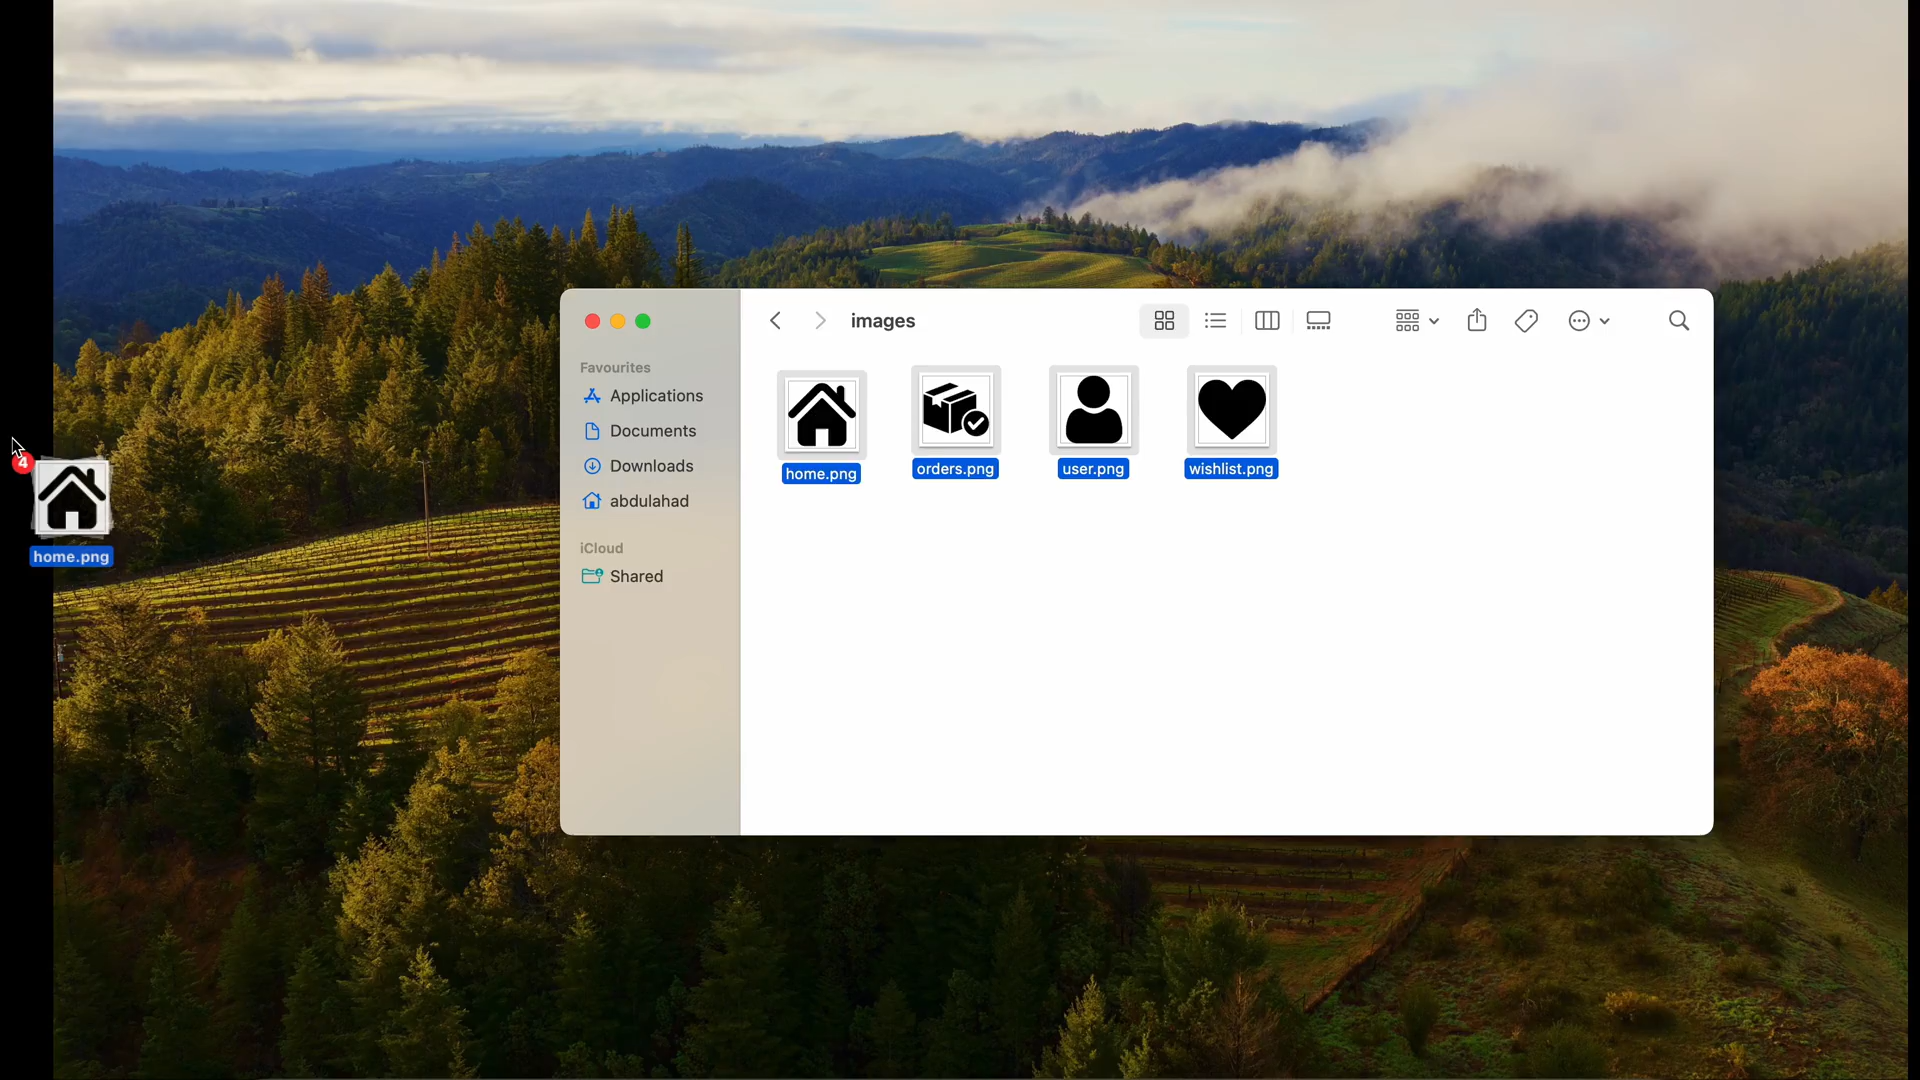 images
Favourites
Applications
Documents
Downloads
abdulahad
iCloud
Shared
home.png
orders.png
user.png
wishlist.png
4
home.png